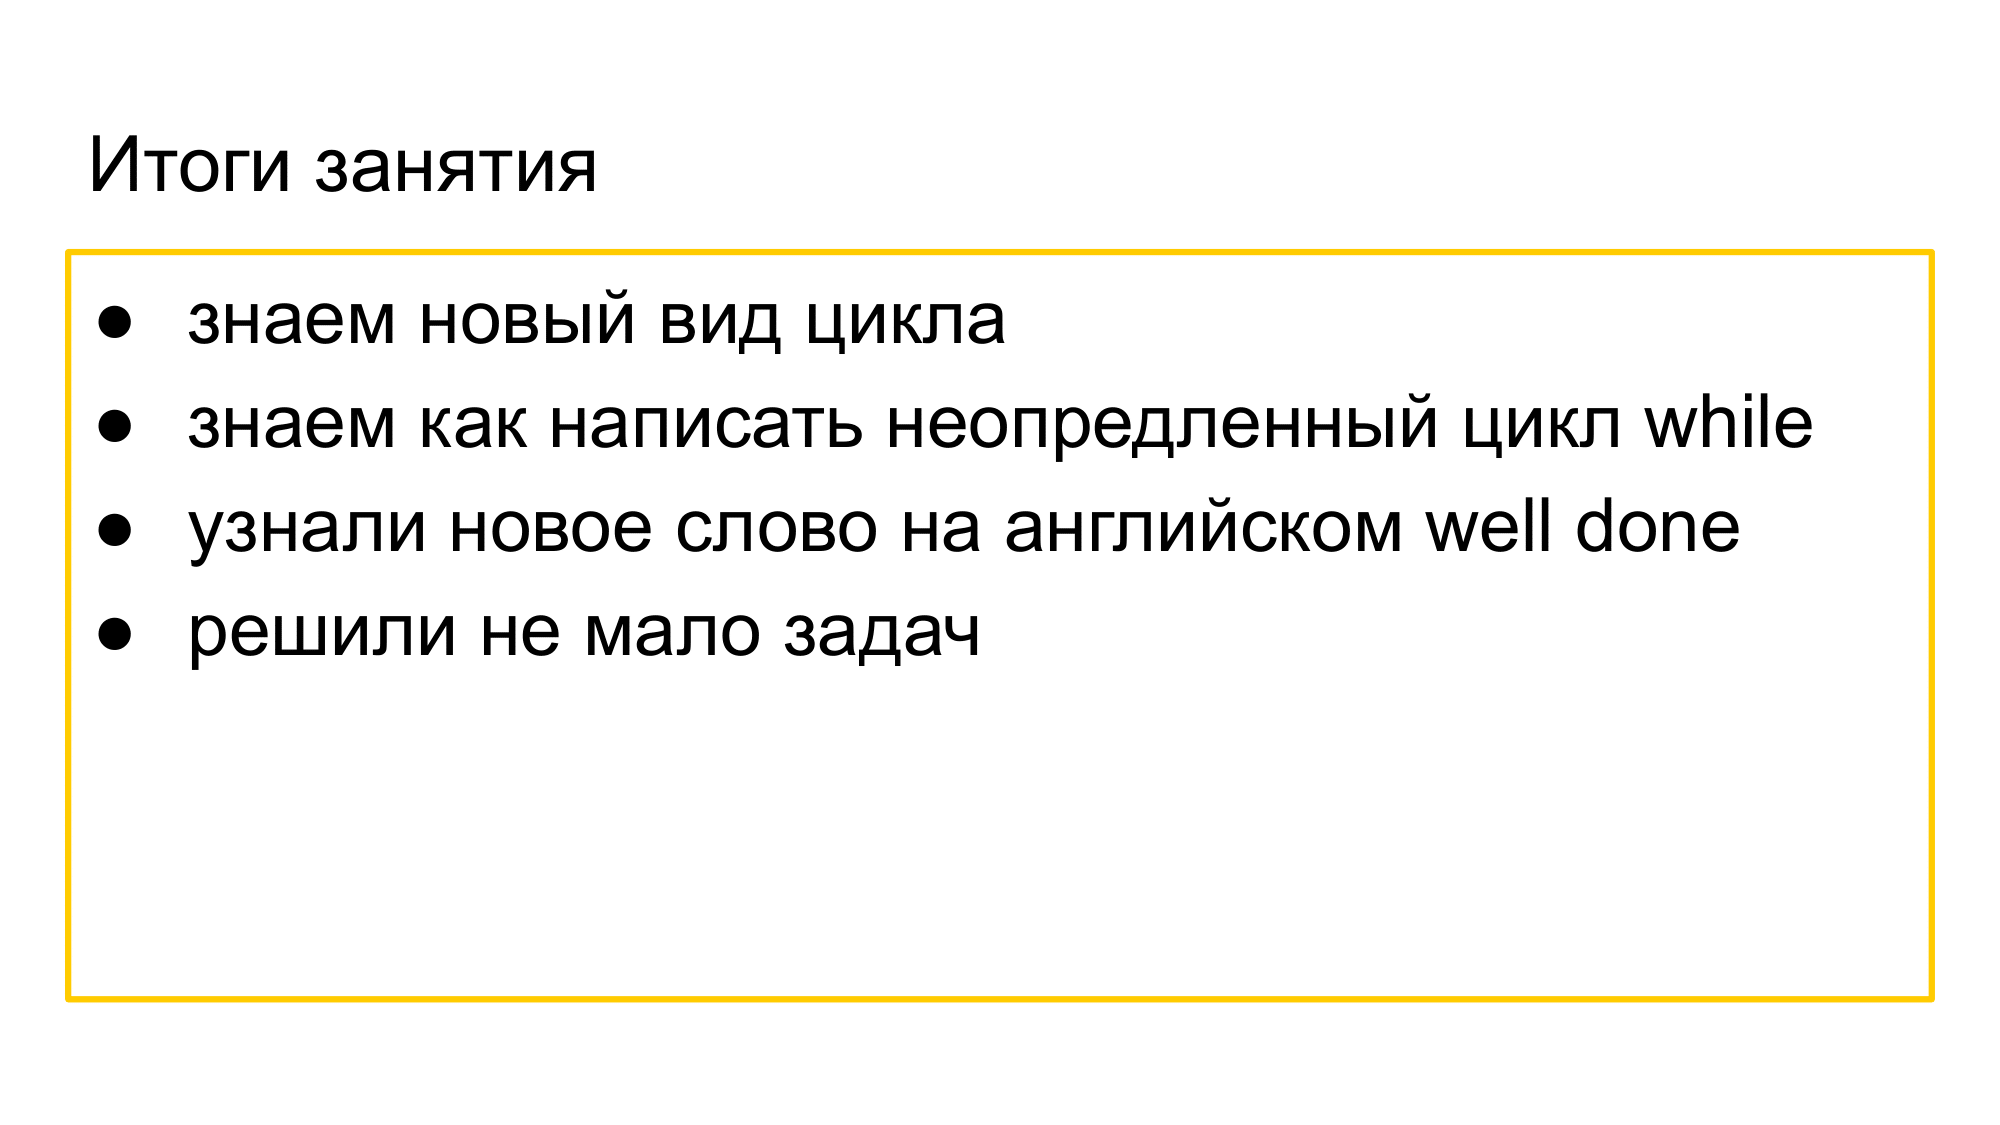 Итоги занятия
● знаем новый вид цикла
● знаем как написать неопредленный цикл while
● узнали новое слово на английском well done
● решили не мало задач